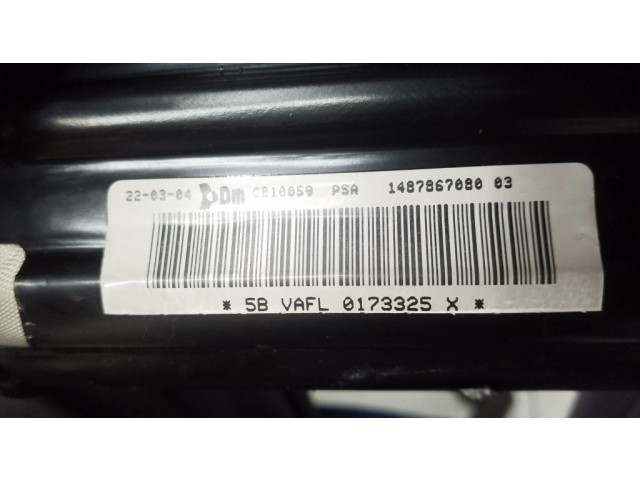 22-03-04 Dm CB10059 PSA 1487867080 03
* 5B VAFL 0173325 X *